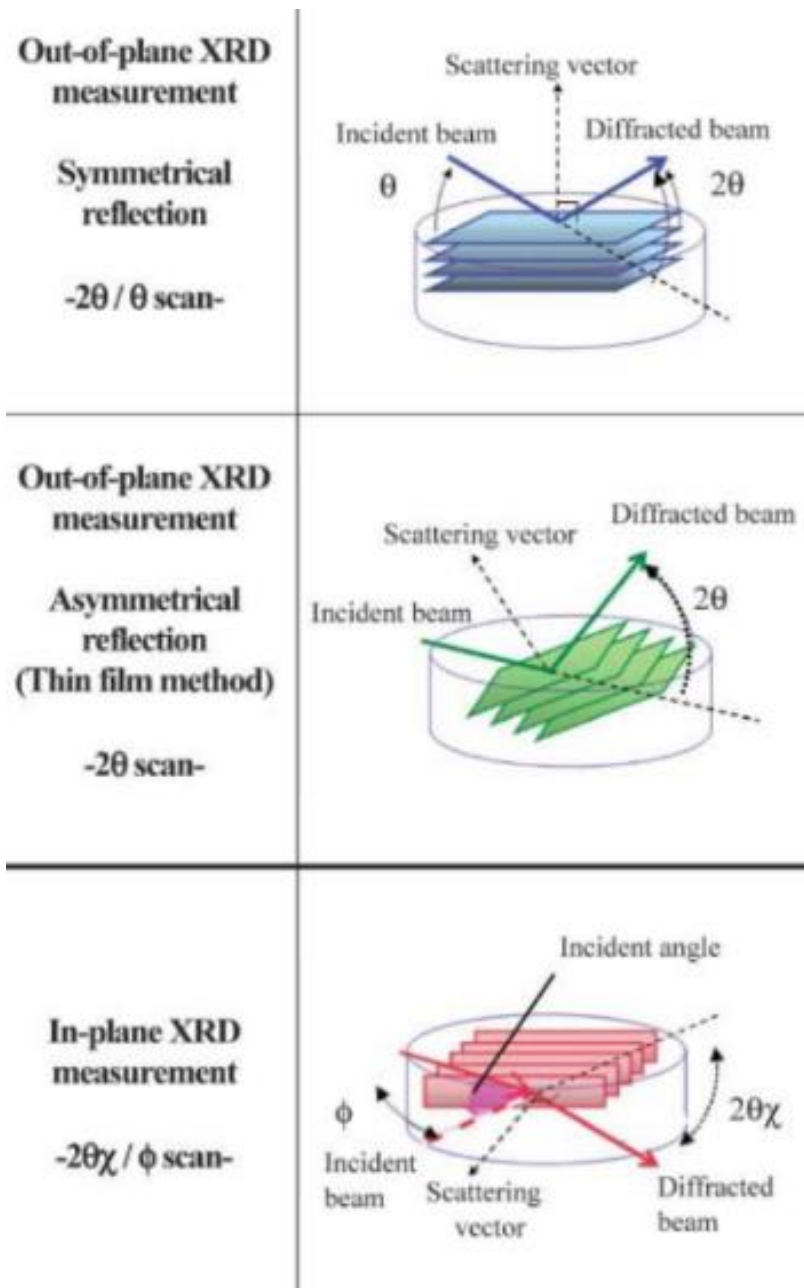 Out-of-plane XRD
measurement
Symmetrical
reflection
-2θ / θ scan-
Scattering vector
Incident beam
Diffracted beam
θ
2θ
Out-of-plane XRD
measurement
Asymmetrical
reflection
(Thin film method)
-2θ scan-
Diffracted beam
Scattering vector
Incident beam
2θ
In-plane XRD
measurement
-2θχ / ϕ scan-
Incident angle
ϕ
2θχ
Incident
beam
Scattering
vector
Diffracted
beam